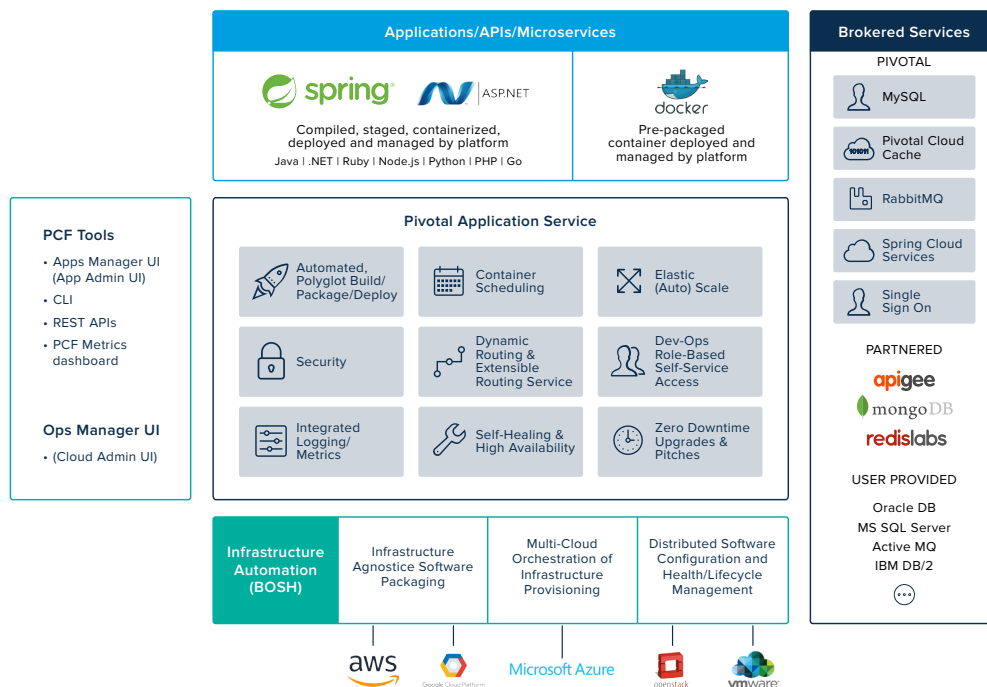 Applications/APIs/Microservices
spring
ASP.NET
Compiled, staged, containerized,
deployed and managed by platform
Java | .NET | Ruby | Node.js | Python | PHP | Go
docker
Pre-packaged
container deployed and
managed by platform
PCF Tools
• Apps Manager UI
(App Admin UI)
• CLI
• REST APIs
• PCF Metrics
dashboard
Ops Manager UI
• (Cloud Admin UI)
Pivotal Application Service
Automated,
Polyglot Build/
Package/Deploy
Container
Scheduling
Elastic
(Auto) Scale
Security
Dynamic
Routing &
Extensible
Routing Service
Dev-Ops
Role-Based
Self-Service
Access
Integrated
Logging/
Metrics
Self-Healing &
High Availability
Zero Downtime
Upgrades &
Pitches
Infrastructure
Automation
(BOSH)
Infrastructure
Agnostice Software
Packaging
Multi-Cloud
Orchestration of
Infrastructure
Provisioning
Distributed Software
Configuration and
Health/Lifecycle
Management
aws
Google Cloud Platform
Microsoft Azure
openstack
vmware
Brokered Services
PIVOTAL
MySQL
101011
Pivotal Cloud
Cache
RabbitMQ
Spring Cloud
Services
Single
Sign On
PARTNERED
apigee
mongoDB
redislabs
USER PROVIDED
Oracle DB
MS SQL Server
Active MQ
IBM DB/2